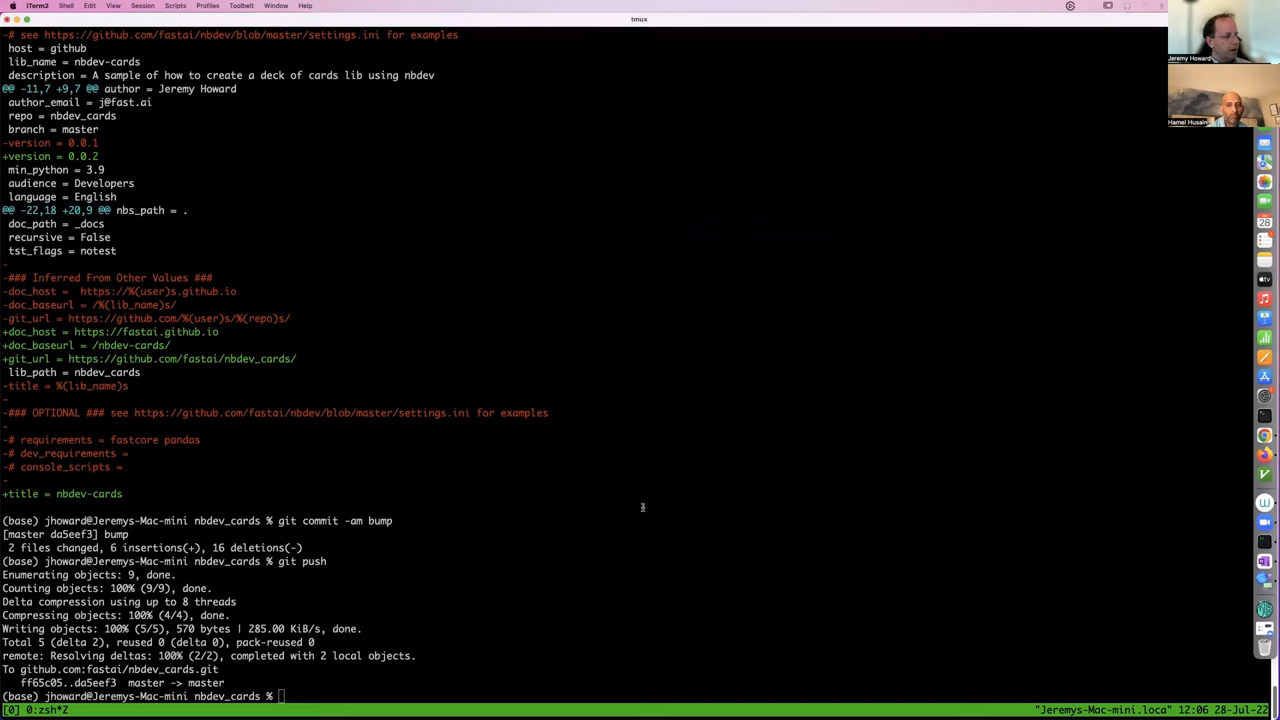 iTerm2 Shell Edit View Session Scripts Profiles Toolbelt Window Help
tmux
-# see https://github.com/fastai/nbdev/blob/master/settings.ini for examples
host = github
lib_name = nbdev-cards
description = A sample of how to create a deck of cards lib using nbdev
@@ -11,7 +9,7 @@ author = Jeremy Howard
author_email = j@fast.ai
repo = nbdev_cards
branch = master
-version = 0.0.1
+version = 0.0.2
min_python = 3.9
audience = Developers
language = English
@@ -22,18 +20,9 @@ nbs_path = .
doc_path = _docs
recursive = False
tst_flags = notest
-
-### Inferred From Other Values ###
-doc_host =  https://%(user)s.github.io
-doc_baseurl = /%(lib_name)s/
-git_url = https://github.com/%(user)s/%(repo)s/
+doc_host = https://fastai.github.io
+doc_baseurl = /nbdev-cards/
+git_url = https://github.com/fastai/nbdev_cards/
lib_path = nbdev_cards
-title = %(lib_name)s
-
-### OPTIONAL ### see https://github.com/fastai/nbdev/blob/master/settings.ini for examples
-
-# requirements = fastcore pandas
-# dev_requirements =
-# console_scripts =
-
+title = nbdev-cards
(base) jhoward@Jeremys-Mac-mini nbdev_cards % git commit -am bump
[master da5eef3] bump
2 files changed, 6 insertions(+), 16 deletions(-)
(base) jhoward@Jeremys-Mac-mini nbdev_cards % git push
Enumerating objects: 9, done.
Counting objects: 100% (9/9), done.
Delta compression using up to 8 threads
Compressing objects: 100% (4/4), done.
Writing objects: 100% (5/5), 570 bytes | 285.00 KiB/s, done.
Total 5 (delta 2), reused 0 (delta 0), pack-reused 0
remote: Resolving deltas: 100% (2/2), completed with 2 local objects.
To github.com:fastai/nbdev_cards.git
ff65c05..da5eef3  master -> master
(base) jhoward@Jeremys-Mac-mini nbdev_cards %
[0] 0:zsh*Z "Jeremys-Mac-mini.loca" 12:06 28-Jul-22
Jeremy Howard
Hamel Husain
28
tv